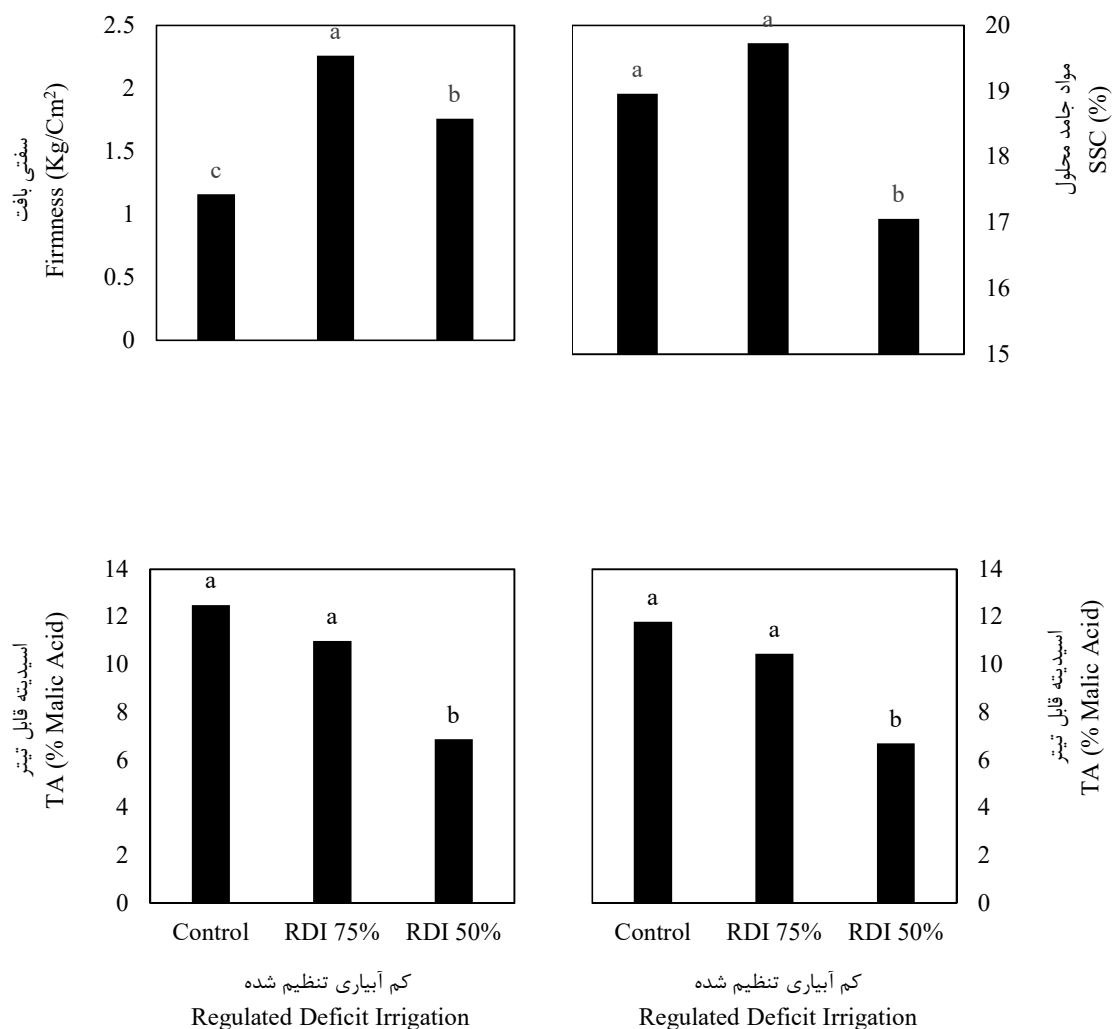 سفتی بافت
Firmness (Kg/Cm²)
2.5
2
1.5
1
0.5
0
c
a
b
a
a
b
20
19
18
17
16
15
مواد جامد محلول
SSC (%)
اسیدیته قابل تیتر
TA (% Malic Acid)
14
12
10
8
6
4
2
0
a
a
b
Control RDI 75% RDI 50%
کم آبیاری تنظیم شده
Regulated Deficit Irrigation
a
a
b
14
12
10
8
6
4
2
0
اسیدیته قابل تیتر
TA (% Malic Acid)
Control RDI 75% RDI 50%
کم آبیاری تنظیم شده
Regulated Deficit Irrigation